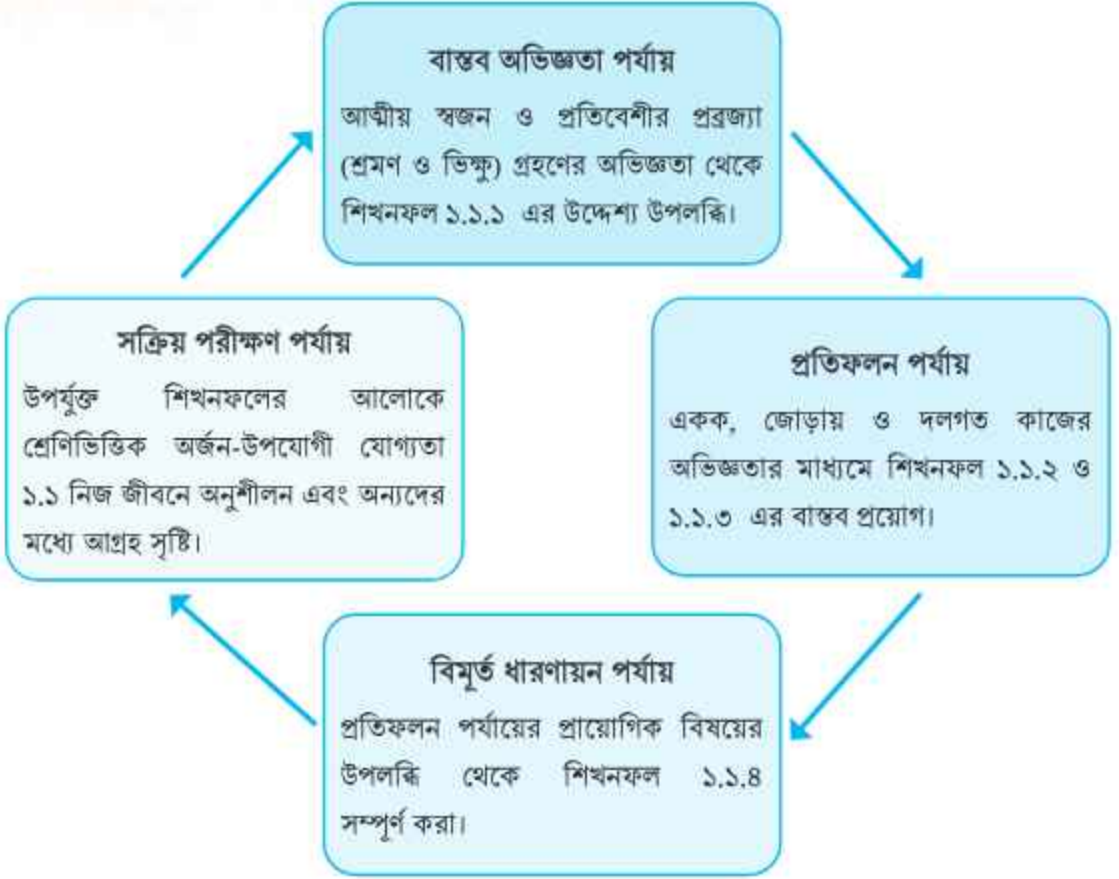 বাস্তব অভিজ্ঞতা পর্যায়
আত্মীয় স্বজন ও প্রতিবেশীর প্রব্রজ্যা
(শ্রমণ ও ভিক্ষু) গ্রহণের অভিজ্ঞতা থেকে
শিখনফল ১.১.১ এর উদ্দেশ্য উপলব্ধি।
প্রতিফলন পর্যায়
একক, জোড়ায় ও দলগত কাজের
অভিজ্ঞতার মাধ্যমে শিখনফল ১.১.২ ও
১.১.৩ এর বাস্তব প্রয়োগ।
বিমূর্ত ধারণায়ন পর্যায়
প্রতিফলন পর্যায়ের প্রায়োগিক বিষয়ের
উপলব্ধি থেকে শিখনফল ১.১.৪
সম্পূর্ণ করা।
সক্রিয় পরীক্ষণ পর্যায়
উপর্যুক্ত শিখনফলের আলোকে
শ্রেণিভিত্তিক অর্জন-উপযোগী যোগ্যতা
১.১ নিজ জীবনে অনুশীলন এবং অন্যদের
মধ্যে আগ্রহ সৃষ্টি।